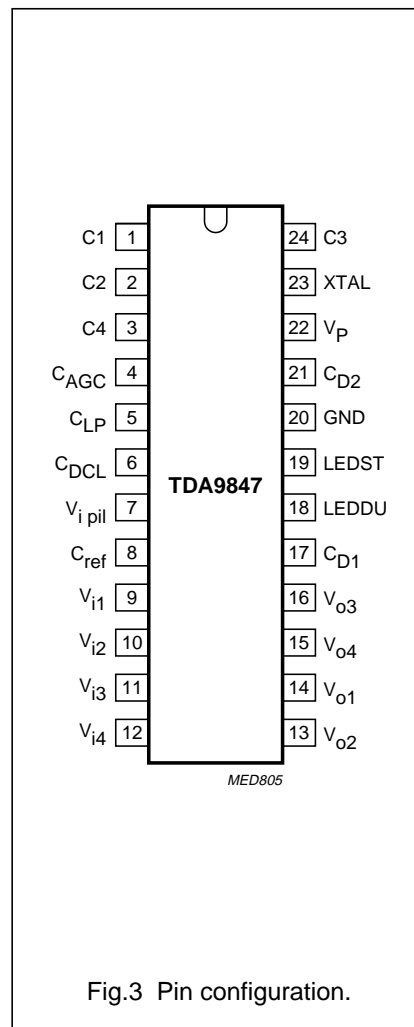 C1 1 24 C3
C2 2 23 XTAL
C4 3 22 VP
CAGC 4 21 CD2
CLP 5 20 GND
CDCL 6 19 LEDST
TDA9847
Vi pil 7 18 LEDDU
Cref 8 17 CD1
Vi1 9 16 Vo3
Vi2 10 15 Vo4
Vi3 11 14 Vo1
Vi4 12 13 Vo2
MED805
Fig.3 Pin configuration.